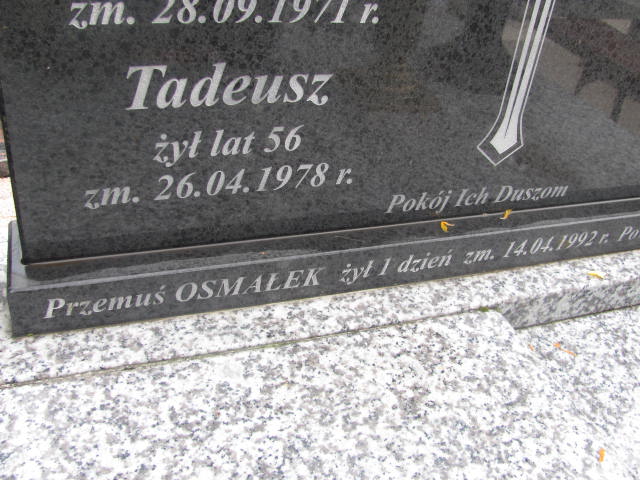 zm. 28.09.1971 r.
Tadeusz
żył lat 56
zm. 26.04.1978 r.
Pokój Ich Duszom
Przemuś OSMAŁEK żył 1 dzień zm. 14.04.1992 r. Po